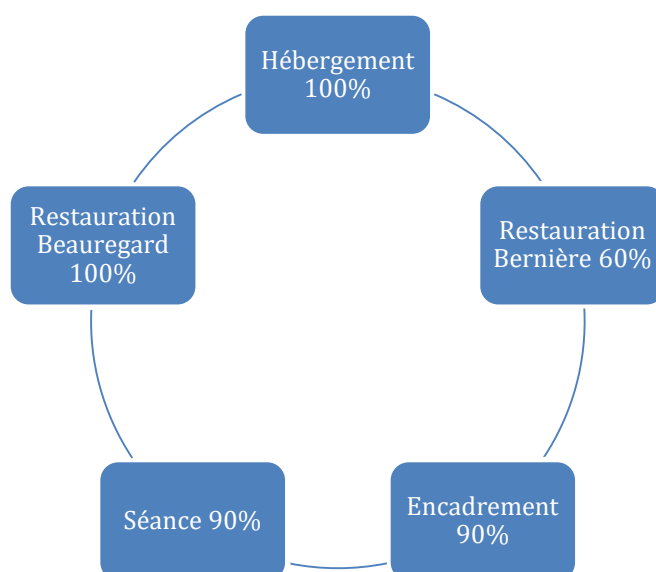 Hébergement
100%
Restauration
Bernière 60%
Encadrement
90%
Séance 90%
Restauration
Beauregard
100%